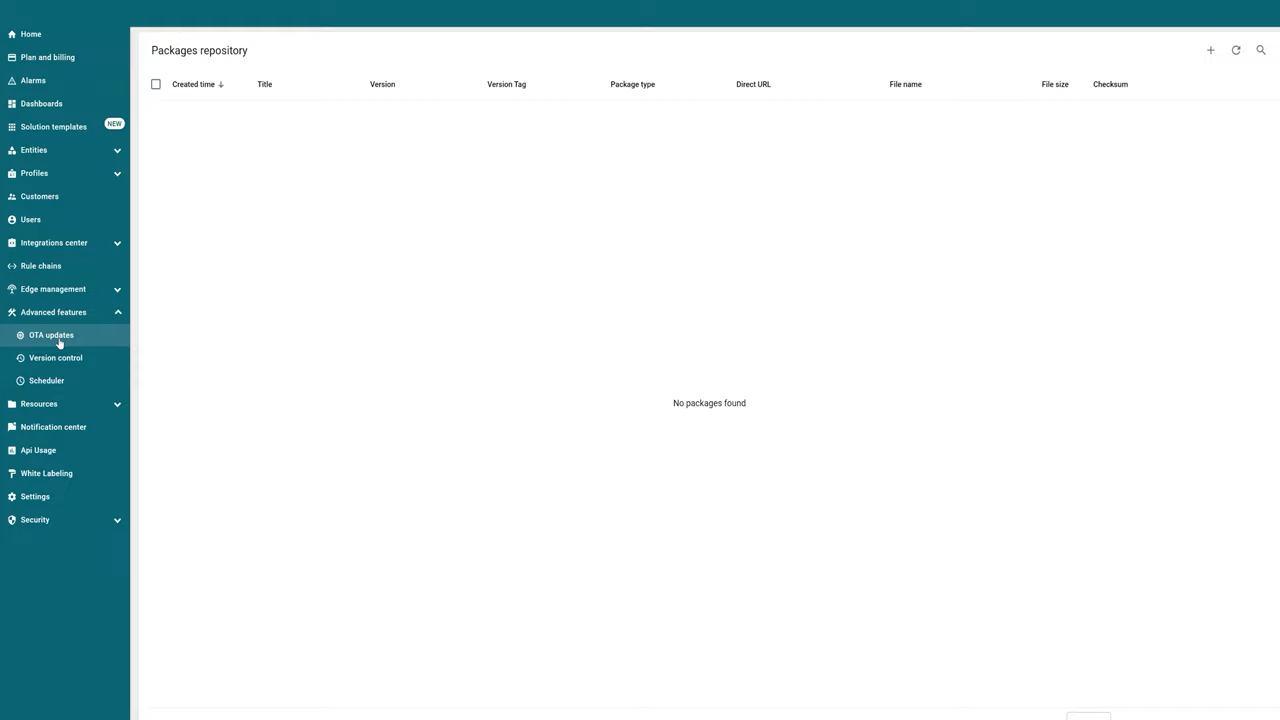 Home
Plan and billing
Alarms
Dashboards
Solution templates NEW
Entities
Profiles
Customers
Users
Integrations center
Rule chains
Edge management
Advanced features
OTA updates
Version control
Scheduler
Resources
Notification center
Api Usage
White Labeling
Settings
Security
Packages repository
Created time Title Version Version Tag Package type Direct URL File name File size Checksum
No packages found